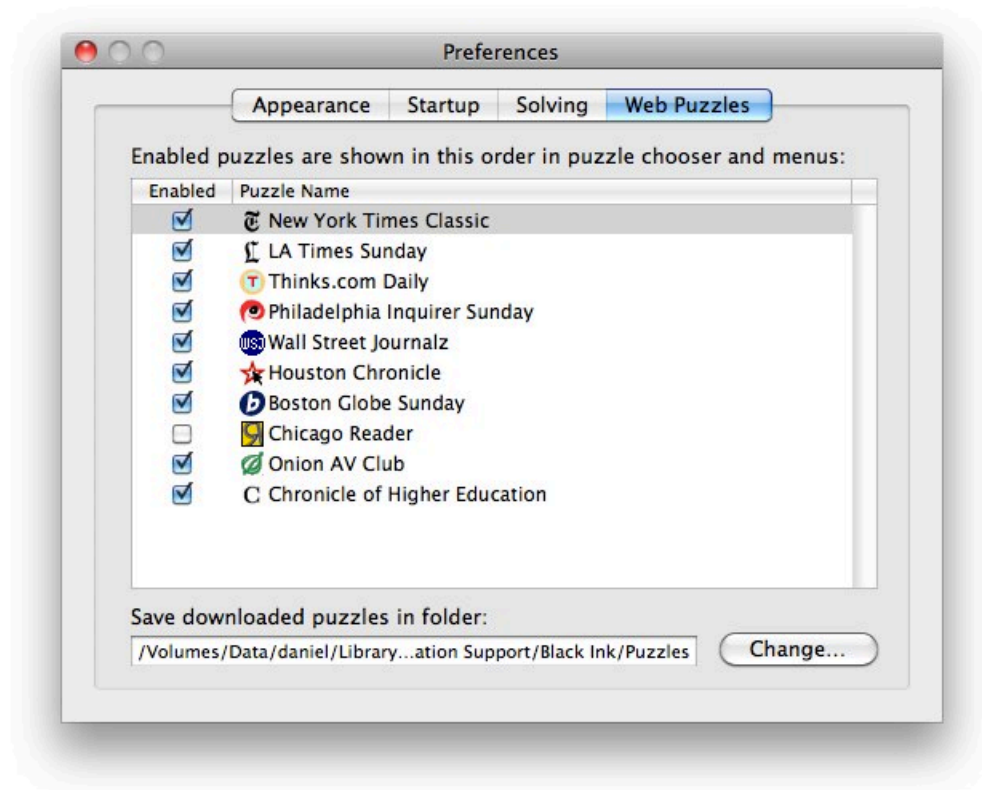 Preferences
Appearance Startup Solving Web Puzzles
Enabled puzzles are shown in this order in puzzle chooser and menus:
Enabled Puzzle Name
New York Times Classic
LA Times Sunday
T Thinks.com Daily
Philadelphia Inquirer Sunday
WSJ Wall Street Journalz
Houston Chronicle
b Boston Globe Sunday
Chicago Reader
Onion AV Club
C Chronicle of Higher Education
Save downloaded puzzles in folder:
/Volumes/Data/daniel/Library...ation Support/Black Ink/Puzzles Change...